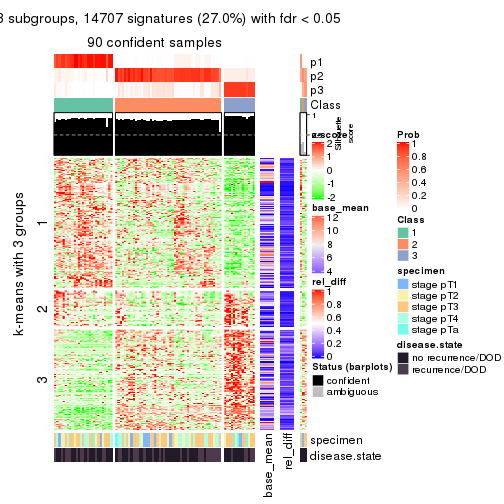 3 subgroups, 14707 signatures (27.0%) with fdr < 0.05
90 confident samples
p1
p2
p3
Class
1
Silhouette
score
k-means with 3 groups
1
2
3
base_mean
rel_diff
specimen
disease.state
z-score
2
1
0
-1
-2
base_mean
12
10
8
6
4
rel_diff
1
0.8
0.6
0.4
0.2
0
Status (barplots)
confident
ambiguous
Prob
1
0.8
0.6
0.4
0.2
0
Class
1
2
3
specimen
stage pT1
stage pT2
stage pT3
stage pT4
stage pTa
disease.state
no recurrence/DOD
recurrence/DOD